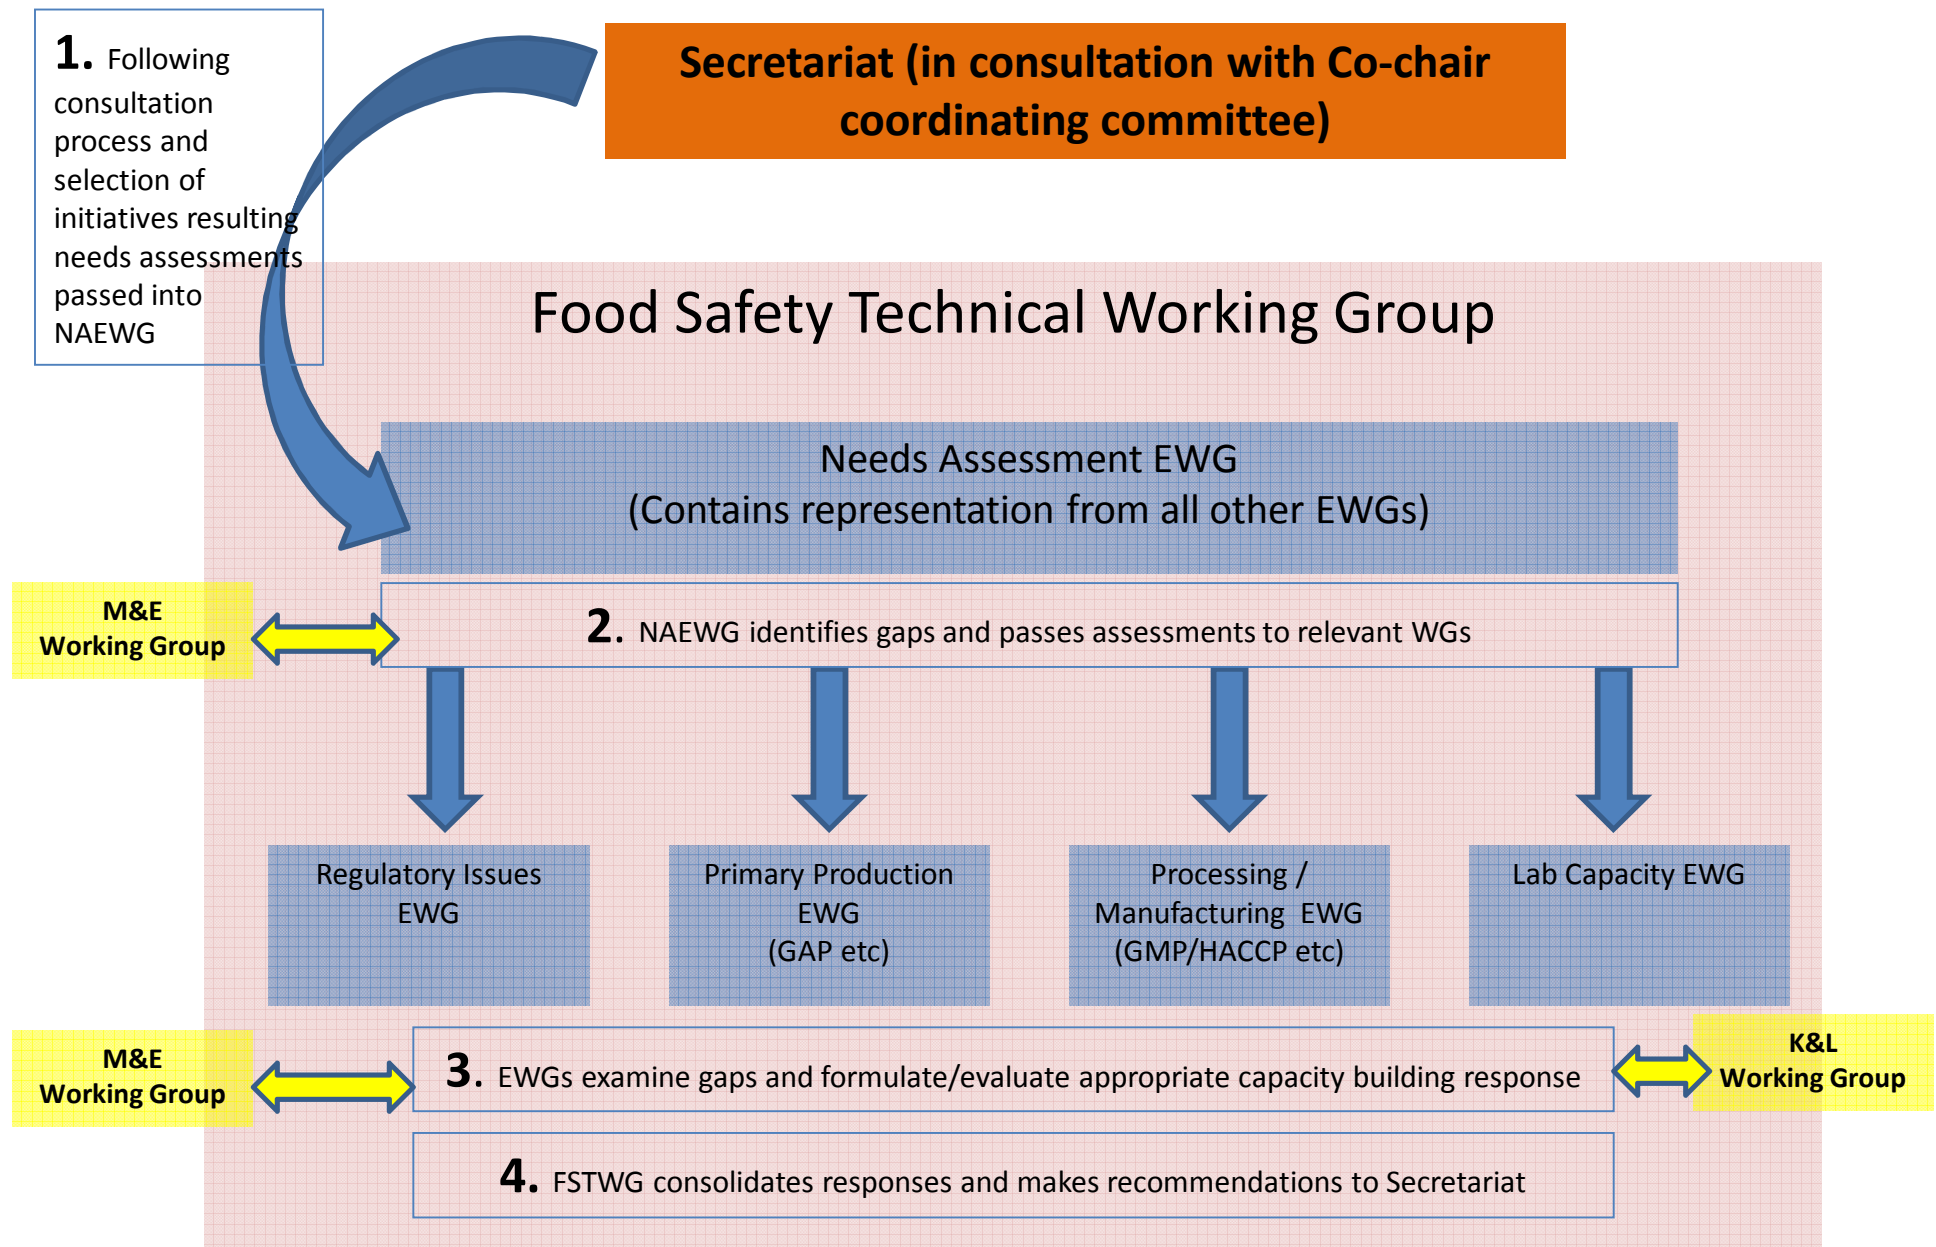 1. Following
consultation
process and
selection of
initiatives resulting
needs assessments
passed into
NAEWG
Secretariat (in consultation with Co-chair
coordinating committee)
Food Safety Technical Working Group
Needs Assessment EWG
(Contains representation from all other EWGs)
M&E
Working Group
2. NAEWG identifies gaps and passes assessments to relevant WGs
Regulatory Issues
EWG
Primary Production
EWG
(GAP etc)
Processing /
Manufacturing EWG
(GMP/HACCP etc)
Lab Capacity EWG
M&E
Working Group
3. EWGs examine gaps and formulate/evaluate appropriate capacity building response
K&L
Working Group
4. FSTWG consolidates responses and makes recommendations to Secretariat